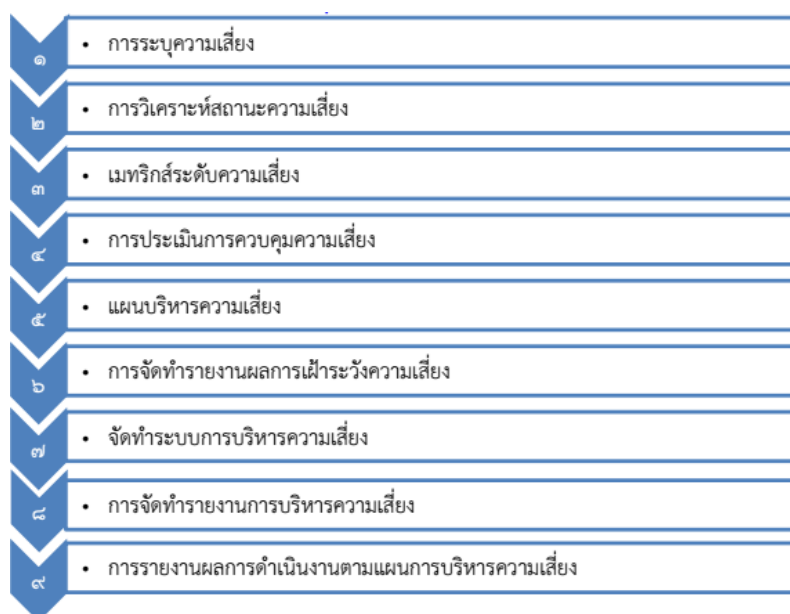 ๑ • การระบุความเสี่ยง
๒ • การวิเคราะห์สถานะความเสี่ยง
๓ • เมทริกส์ระดับความเสี่ยง
๔ • การประเมินการควบคุมความเสี่ยง
๕ • แผนบริหารความเสี่ยง
๖ • การจัดทำรายงานผลการเฝ้าระวังความเสี่ยง
๗ • จัดทำระบบการบริหารความเสี่ยง
๘ • การจัดทำรายงานการบริหารความเสี่ยง
๙ • การรายงานผลการดำเนินงานตามแผนการบริหารความเสี่ยง